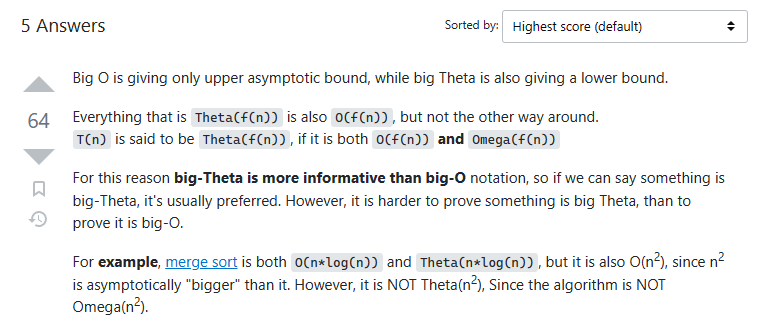 5 Answers
Sorted by: Highest score (default)
Big O is giving only upper asymptotic bound, while big Theta is also giving a lower bound.
64
Everything that is Theta(f(n)) is also O(f(n)), but not the other way around.
T(n) is said to be Theta(f(n)), if it is both O(f(n)) and Omega(f(n))
For this reason big-Theta is more informative than big-O notation, so if we can say something is
big-Theta, it's usually preferred. However, it is harder to prove something is big Theta, than to
prove it is big-O.
For example, merge sort is both O(n*log(n)) and Theta(n*log(n)), but it is also O(n²), since n²
is asymptotically "bigger" than it. However, it is NOT Theta(n²), Since the algorithm is NOT
Omega(n²).